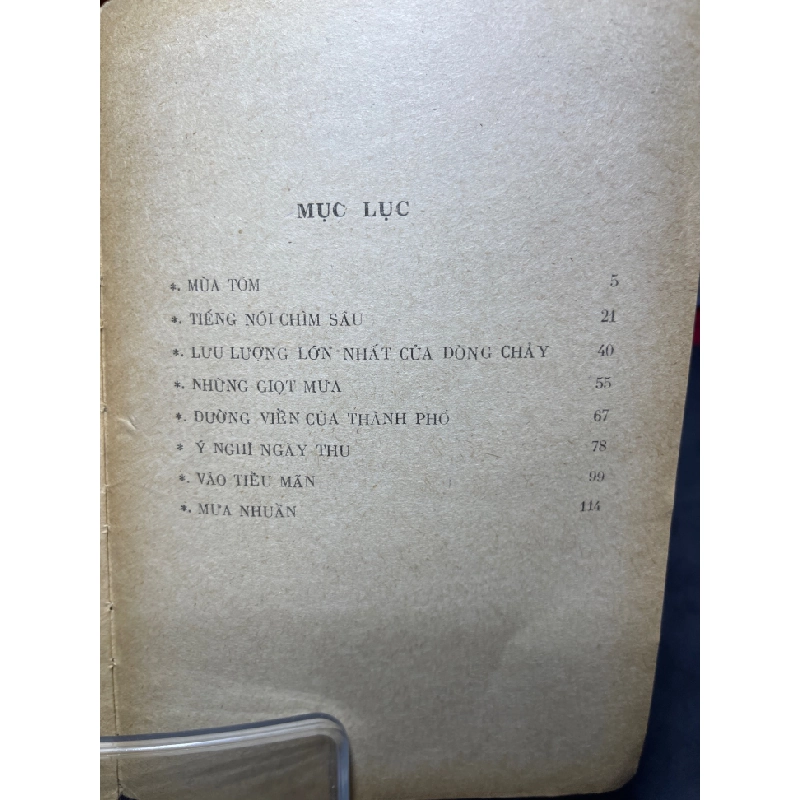 MỤC LỤC
*. MÙA TÔM 5
*. TIẾNG NÓI CHÌM SÂU 21
*. LƯU LƯỢNG LỚN NHẤT CỦA DÒNG CHẢY 40
*. NHỮNG GIỌT MƯA 55
*. ĐƯỜNG VIỀN CỦA THÀNH PHỐ 67
* Ý NGHĨ NGÀY THU 78
*. VÀO TIỂU MÃN 99
*. MƯA NHUẦN 114